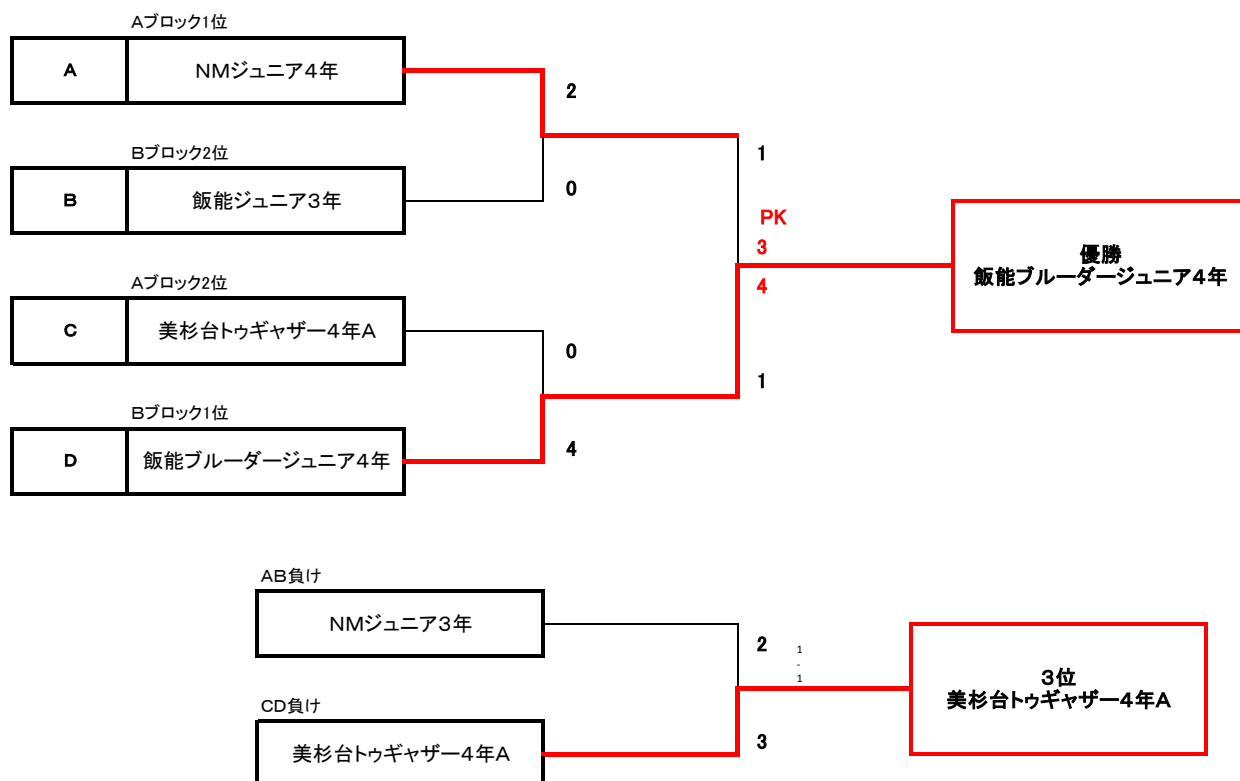 Aブロック1位
A
NMジュニア4年
2
Bブロック2位
1
B
飯能ジュニア3年
0
PK
3
優勝
飯能ブルーダージュニア4年
4
Aブロック2位
C
美杉台トゥギャザー4年A
0
1
Bブロック1位
D
飯能ブルーダージュニア4年
4
AB負け
NMジュニア3年
2
1
-
1
3位
美杉台トゥギャザー4年A
CD負け
美杉台トゥギャザー4年A
3